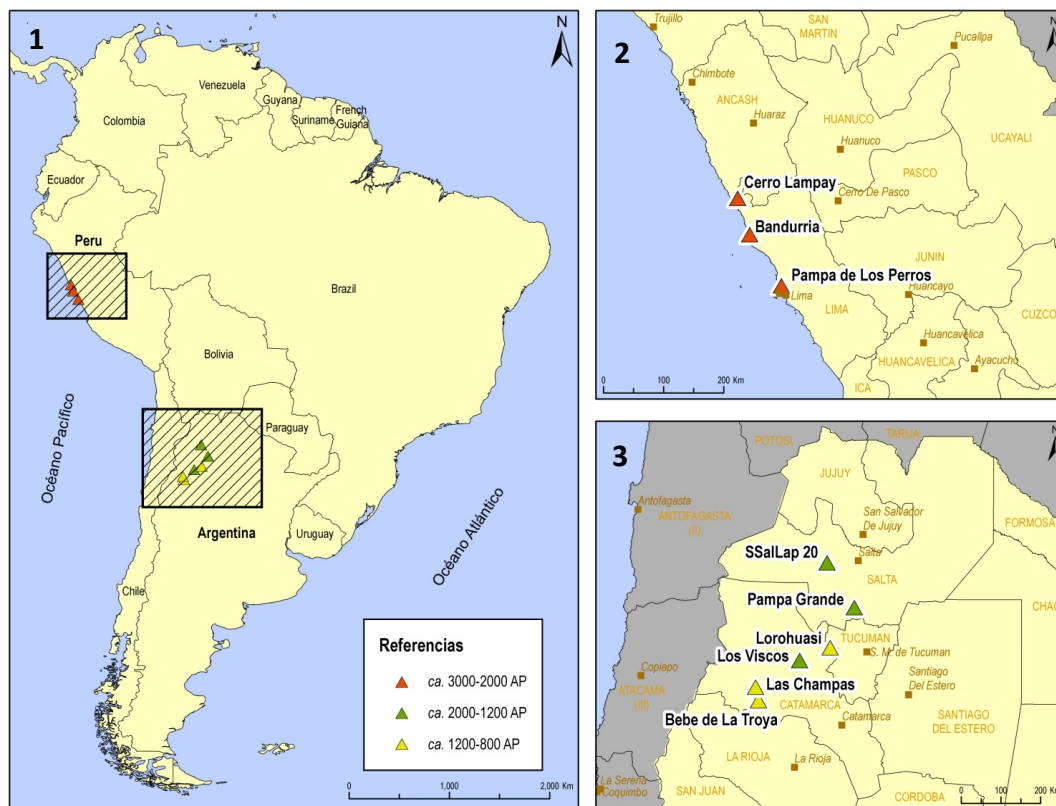 1
N
Venezuela
Guyana
French
Guiana
Suriname
Colombia
Ecuador
Peru
Brazil
Bolivia
Paraguay
Océano Pacífico
Argentina
Uruguay
Océano Atlántico
Chile
Referencias
ca. 3000-2000 AP
ca. 2000-1200 AP
ca. 1200-800 AP
0 1,000 2,000 Km
2
N
Trujillo
SAN
MARTIN
Pucallpa
Chimbote
ANCASH
Huaraz
HUANUCO
Huanuco
UCAYALI
PASCO
Cerro Lampay
Cerro De Pasco
Bandurria
JUNIN
Pampa de Los Perros
Lima
Huancayo
LIMA
CUZCO
Huancavelica
HUANCAVELICA
Ayacucho
ICA
0 100 200 Km
3
N
POTOSI
TARIJA
JUJUY
Antofagasta
ANTOFAGASTA
(II)
San Salvador
De Jujuy
FORMOSA
SSalLap 20
Salta
SALTA
CHAC
Pampa Grande
Lorohuasi
TUCUMAN
S. M. de Tucuman
Los Viscos
Copiapo
Santiago
Del Estero
ATACAMA
(III)
Las Champas
CATAMARCA
SANTIAGO
DEL ESTERO
Bebe de La Troya
Catamarca
LA RIOJA
La Rioja
La Serena
Coquimbo
SAN JUAN
CORDOBA
0 100 200 Km